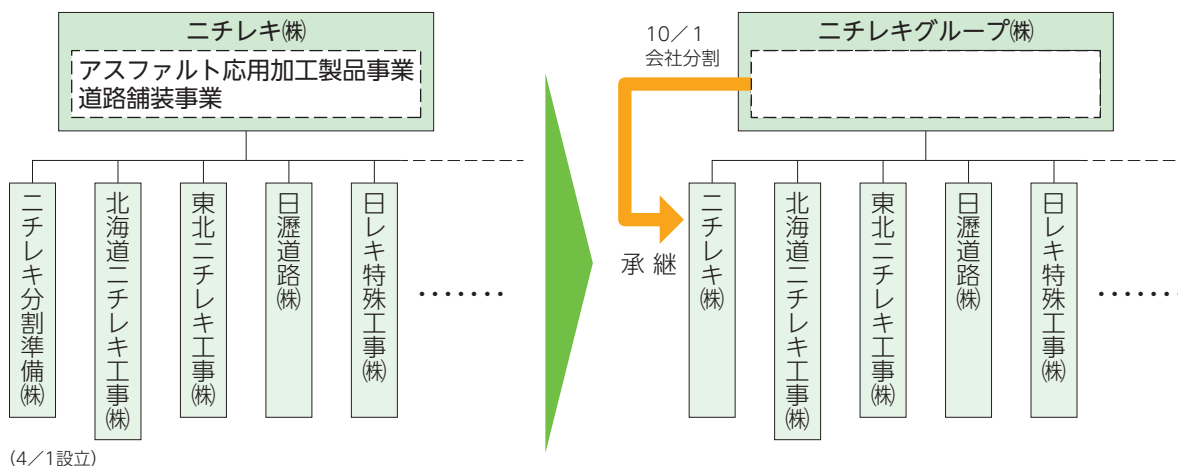 ニチレキ㈱
アスファルト応用加工製品事業
道路舗装事業
ニチレキ分割準備㈱
北海道ニチレキ工事㈱
東北ニチレキ工事㈱
日瀝道路㈱
日レキ特殊工事㈱
・・・・・・・
(4／1設立)
10／1
会社分割
承 継
ニチレキグループ㈱
ニチレキ㈱
北海道ニチレキ工事㈱
東北ニチレキ工事㈱
日瀝道路㈱
日レキ特殊工事㈱
・・・・・・・